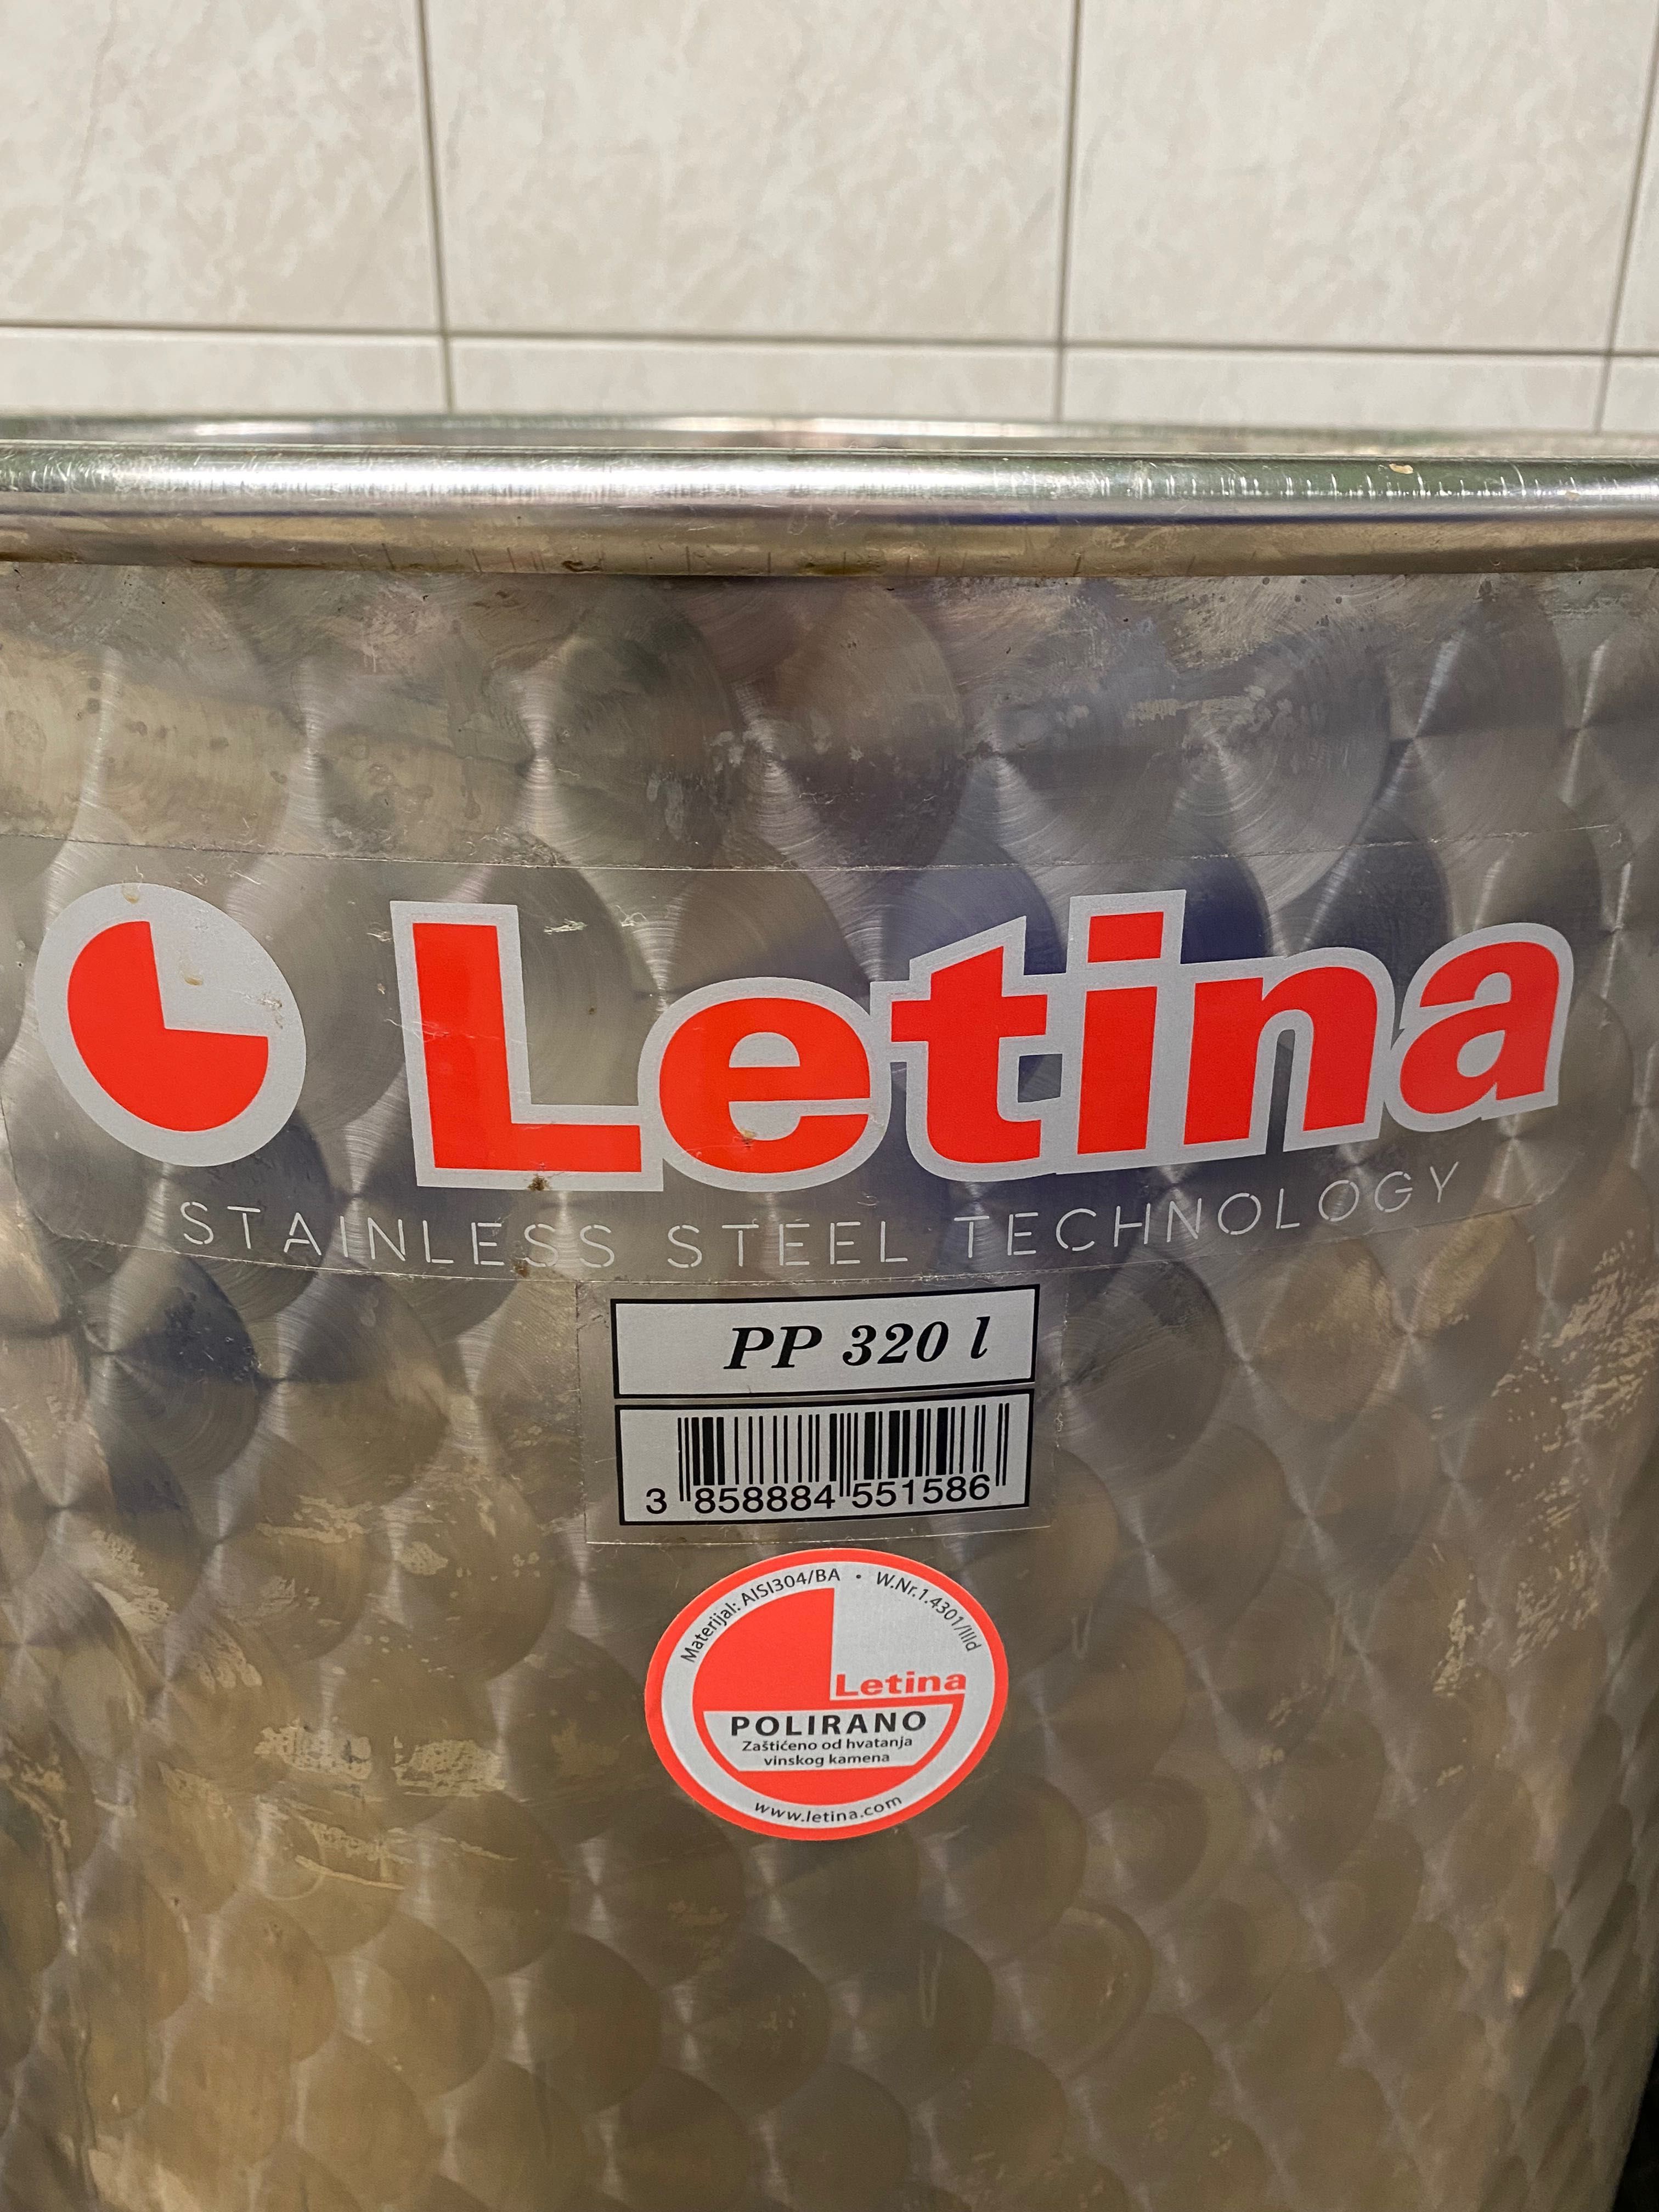 Letina
STAINLESS STEEL TECHNOLOGY
PP 320 l
3 858884 551586
Materijal: AISI304/BA • W.Nr.1.4301/IIId
Letina
POLIRANO
Zaštićeno od hvatanja
vinskog kamena
www.letina.com